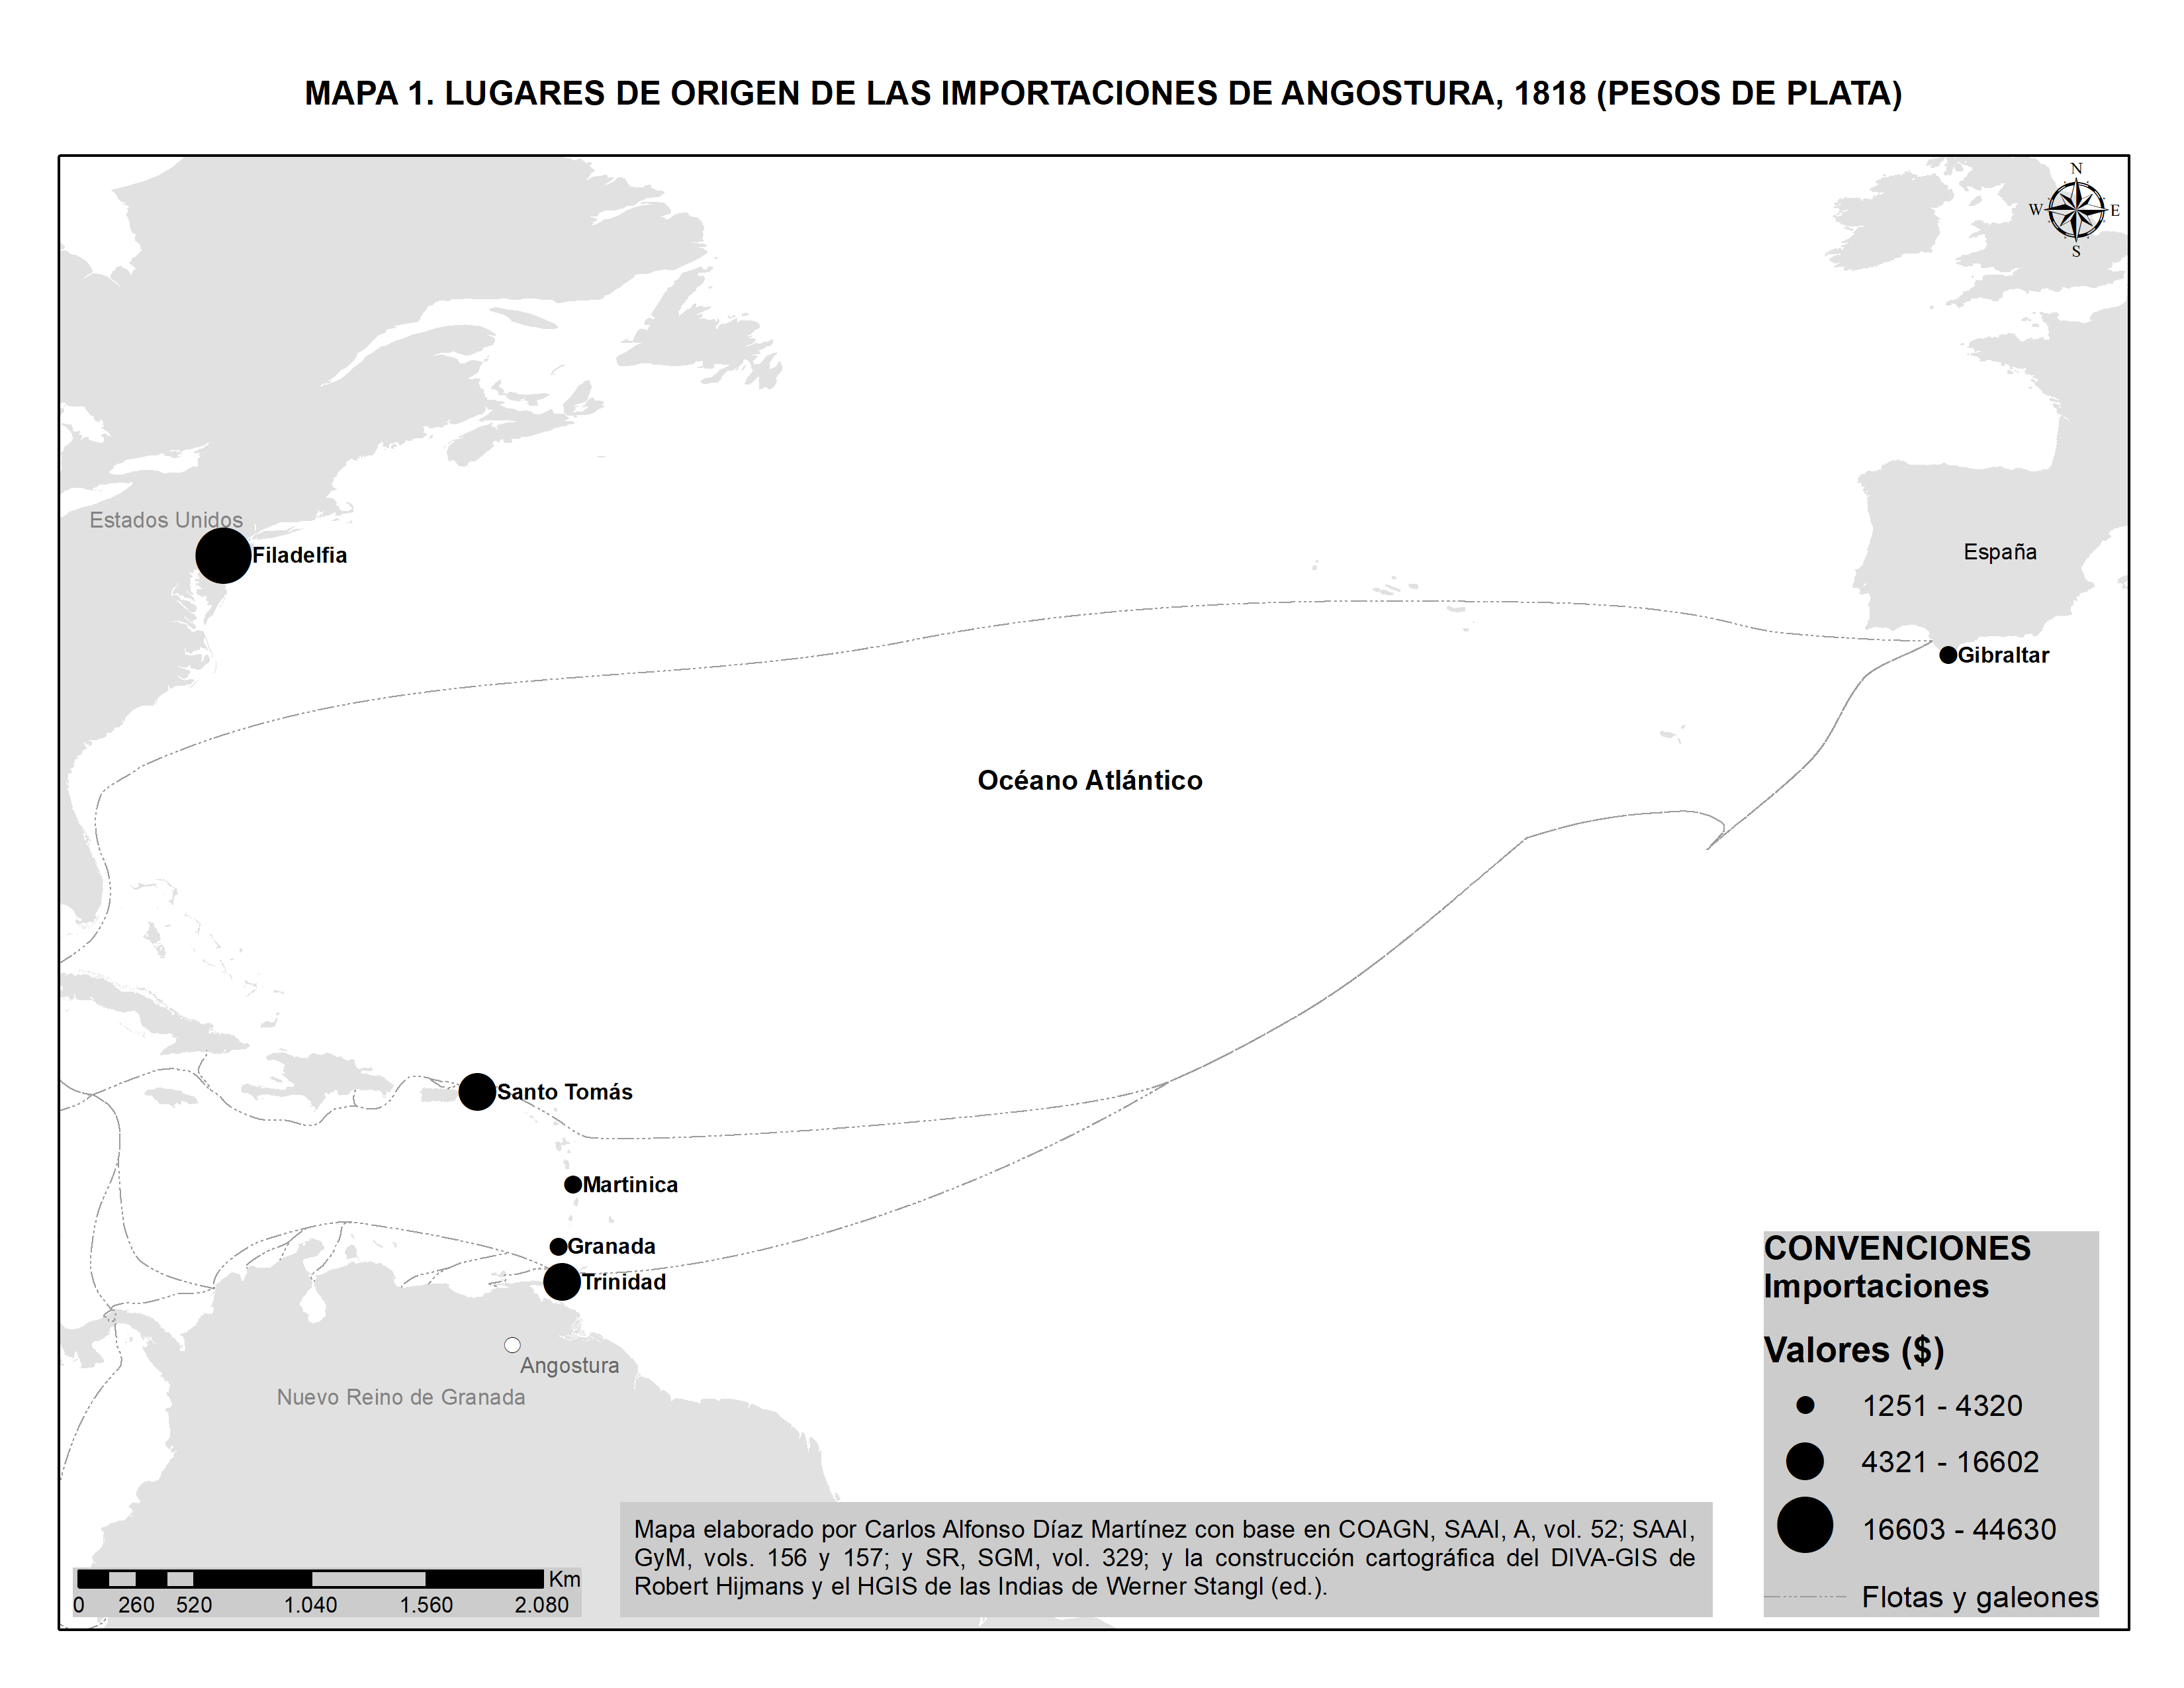 MAPA 1. LUGARES DE ORIGEN DE LAS IMPORTACIONES DE ANGOSTURA, 1818 (PESOS DE PLATA)
N
W
E
S
Estados Unidos
Filadelfia
España
Gibraltar
Océano Atlántico
Santo Tomás
Martinica
Granada
Trinidad
Angostura
Nuevo Reino de Granada
CONVENCIONES
Importaciones
Valores ($)
1251 - 4320
4321 - 16602
16603 - 44630
Flotas y galeones
Mapa elaborado por Carlos Alfonso Díaz Martínez con base en COAGN, SAAI, A, vol. 52; SAAI,
GyM, vols. 156 y 157; y SR, SGM, vol. 329; y la construcción cartográfica del DIVA-GIS de
Robert Hijmans y el HGIS de las Indias de Werner Stangl (ed.).
Km
0 260 520 1.040 1.560 2.080